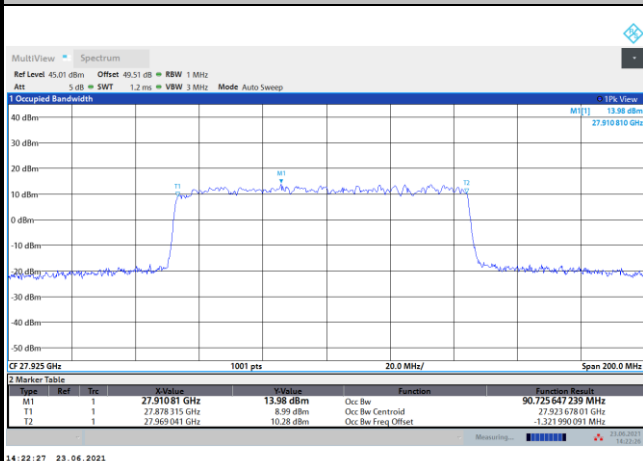 MultiView Spectrum
Ref Level 45.01 dBm Offset 49.51 dB RBW 1 MHz
Att 5 dB SWT 1.2 ms VBW 3 MHz Mode Auto Sweep
1 Occupied Bandwidth 1Pk View
M1[1] 13.98 dBm
27.910 810 GHz
40 dBm
30 dBm
20 dBm
M1
T1 T2
10 dBm
0 dBm
-10 dBm
-20 dBm
-30 dBm
-40 dBm
-50 dBm
CF 27.925 GHz 1001 pts 20.0 MHz/ Span 200.0 MHz
2 Marker Table
Type Ref Trc X-Value Y-Value Function Function Result
M1 1 27.910 81 GHz 13.98 dBm Occ Bw 90.725 647 239 MHz
T1 1 27.878 315 GHz 8.99 dBm Occ Bw Centroid 27.923 678 01 GHz
T2 1 27.969 041 GHz 10.28 dBm Occ Bw Freq Offset -1.321 990 091 MHz
Measuring... 23.06.2021
14:22:26
14:22:27 23.06.2021